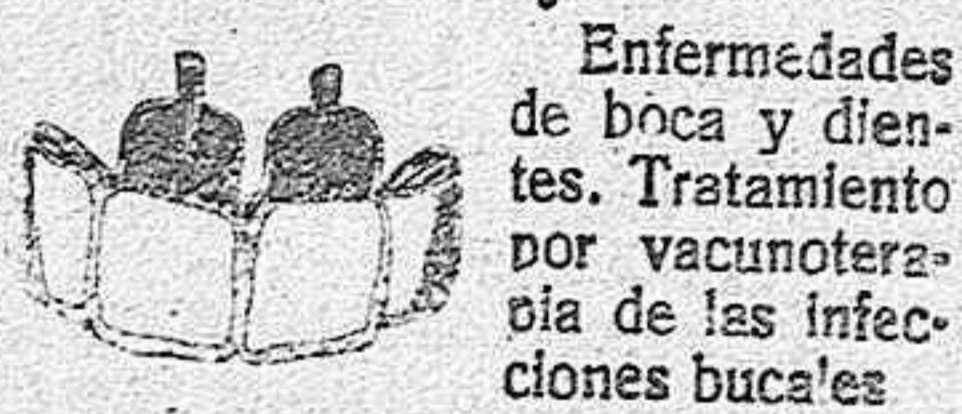 Enfermedades
de boca y dien-
tes. Tratamiento
por vacunotera-
pia de las infec-
ciones bucales